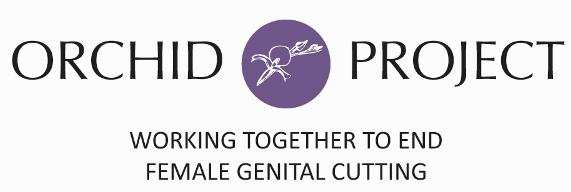 ORCHID PROJECT
WORKING TOGETHER TO END
FEMALE GENITAL CUTTING